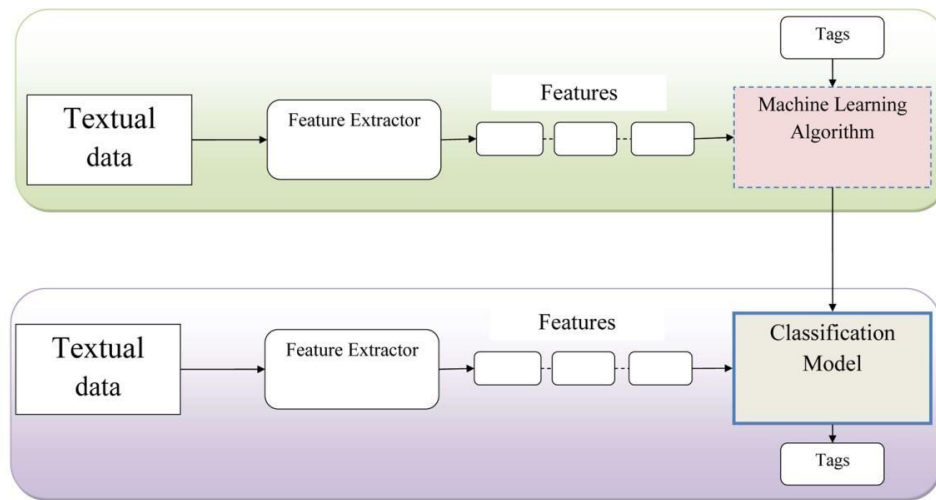 Tags
Textual
data
Feature Extractor
Features
Machine Learning
Algorithm
Textual
data
Feature Extractor
Features
Classification
Model
Tags